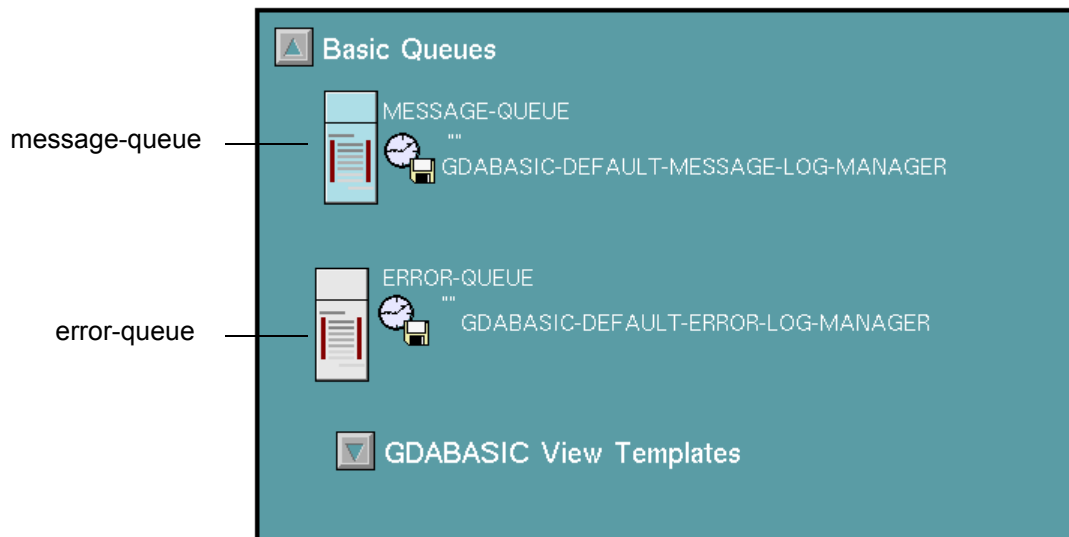 Basic Queues
MESSAGE-QUEUE
message-queue
""
GDABASIC-DEFAULT-MESSAGE-LOG-MANAGER
ERROR-QUEUE
""
error-queue
GDABASIC-DEFAULT-ERROR-LOG-MANAGER
GDABASIC View Templates